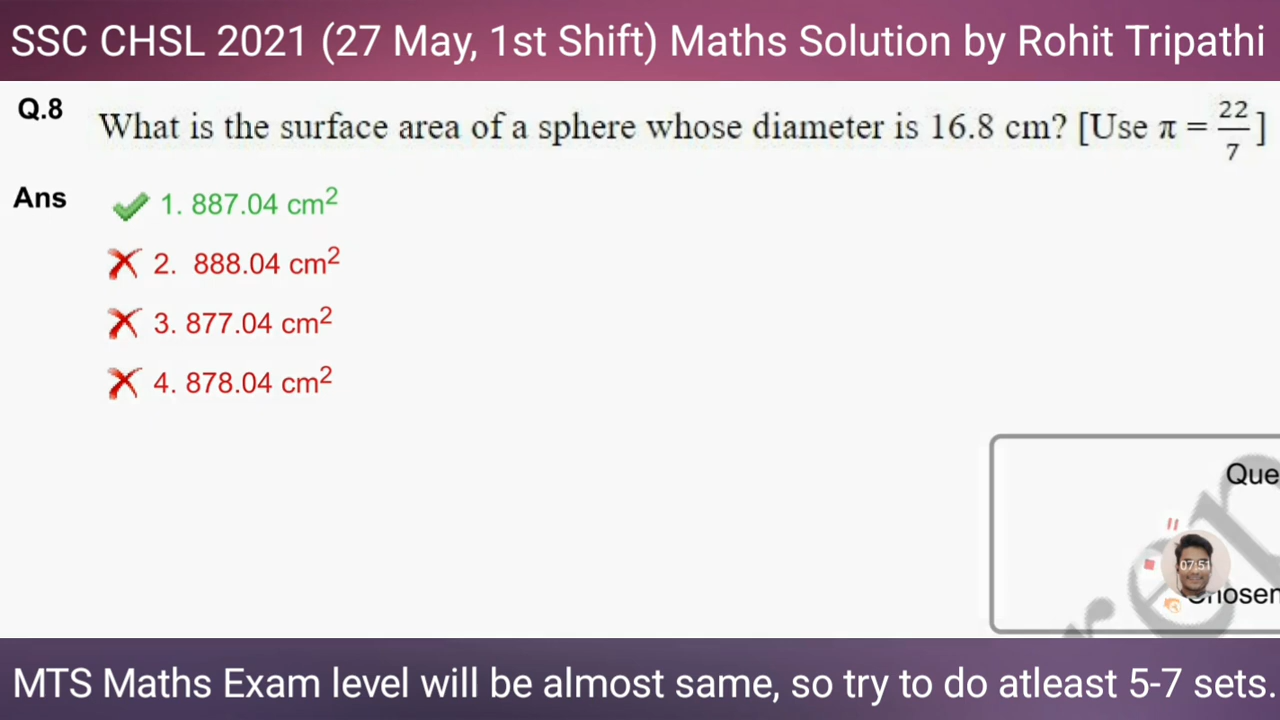 SSC CHSL 2021 (27 May, 1st Shift) Maths Solution by Rohit Tripathi
Q.8 What is the surface area of a sphere whose diameter is 16.8 cm? [Use π = 22/7]
Ans 1. 887.04 cm²
2. 888.04 cm²
3. 877.04 cm²
4. 878.04 cm²
Que
07:51
hosen
MTS Maths Exam level will be almost same, so try to do atleast 5-7 sets.